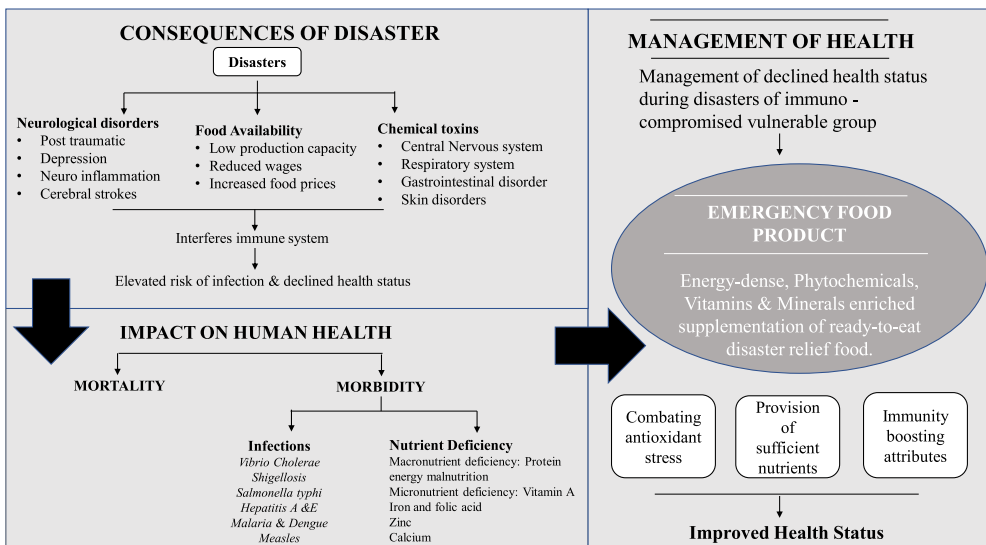 CONSEQUENCES OF DISASTER
Disasters
Neurological disorders
• Post traumatic
• Depression
• Neuro inflammation
• Cerebral strokes
Food Availability
• Low production capacity
• Reduced wages
• Increased food prices
Chemical toxins
• Central Nervous system
• Respiratory system
• Gastrointestinal disorder
• Skin disorders
Interferes immune system
Elevated risk of infection & declined health status
IMPACT ON HUMAN HEALTH
MORTALITY
MORBIDITY
Infections
Vibrio Cholerae
Shigellosis
Salmonella typhi
Hepatitis A &E
Malaria & Dengue
Measles
Nutrient Deficiency
Macronutrient deficiency: Protein
energy malnutrition
Micronutrient deficiency: Vitamin A
Iron and folic acid
Zinc
Calcium
MANAGEMENT OF HEALTH
Management of declined health status
during disasters of immuno -
compromised vulnerable group
EMERGENCY FOOD
PRODUCT
Energy-dense, Phytochemicals,
Vitamins & Minerals enriched
supplementation of ready-to-eat
disaster relief food.
Combating
antioxidant
stress
Provision
of
sufficient
nutrients
Immunity
boosting
attributes
Improved Health Status